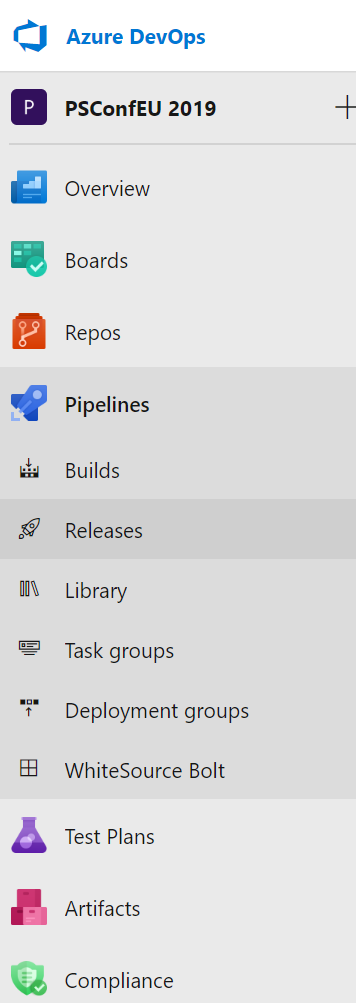 Azure DevOps
P
PSConfEU 2019
Overview
Boards
Repos
Pipelines
Builds
Releases
Library
Task groups
Deployment groups
WhiteSource Bolt
Test Plans
Artifacts
Compliance